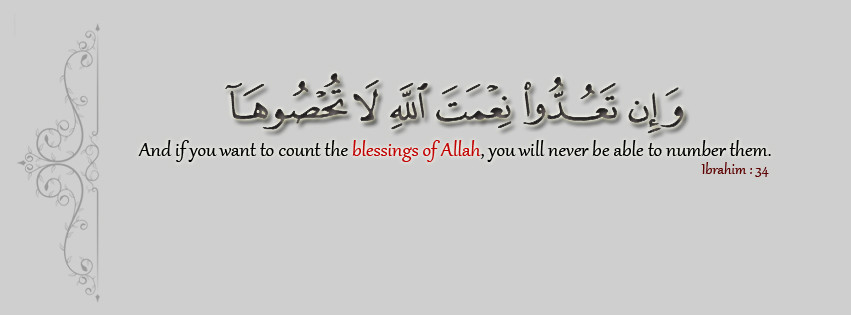 وَإِن تَعُدُّوا۟ نِعْمَتَ ٱللَّهِ لَا تُحْصُوهَآ
And if you want to count the blessings of Allah, you will never be able to number them.
Ibrahim : 34